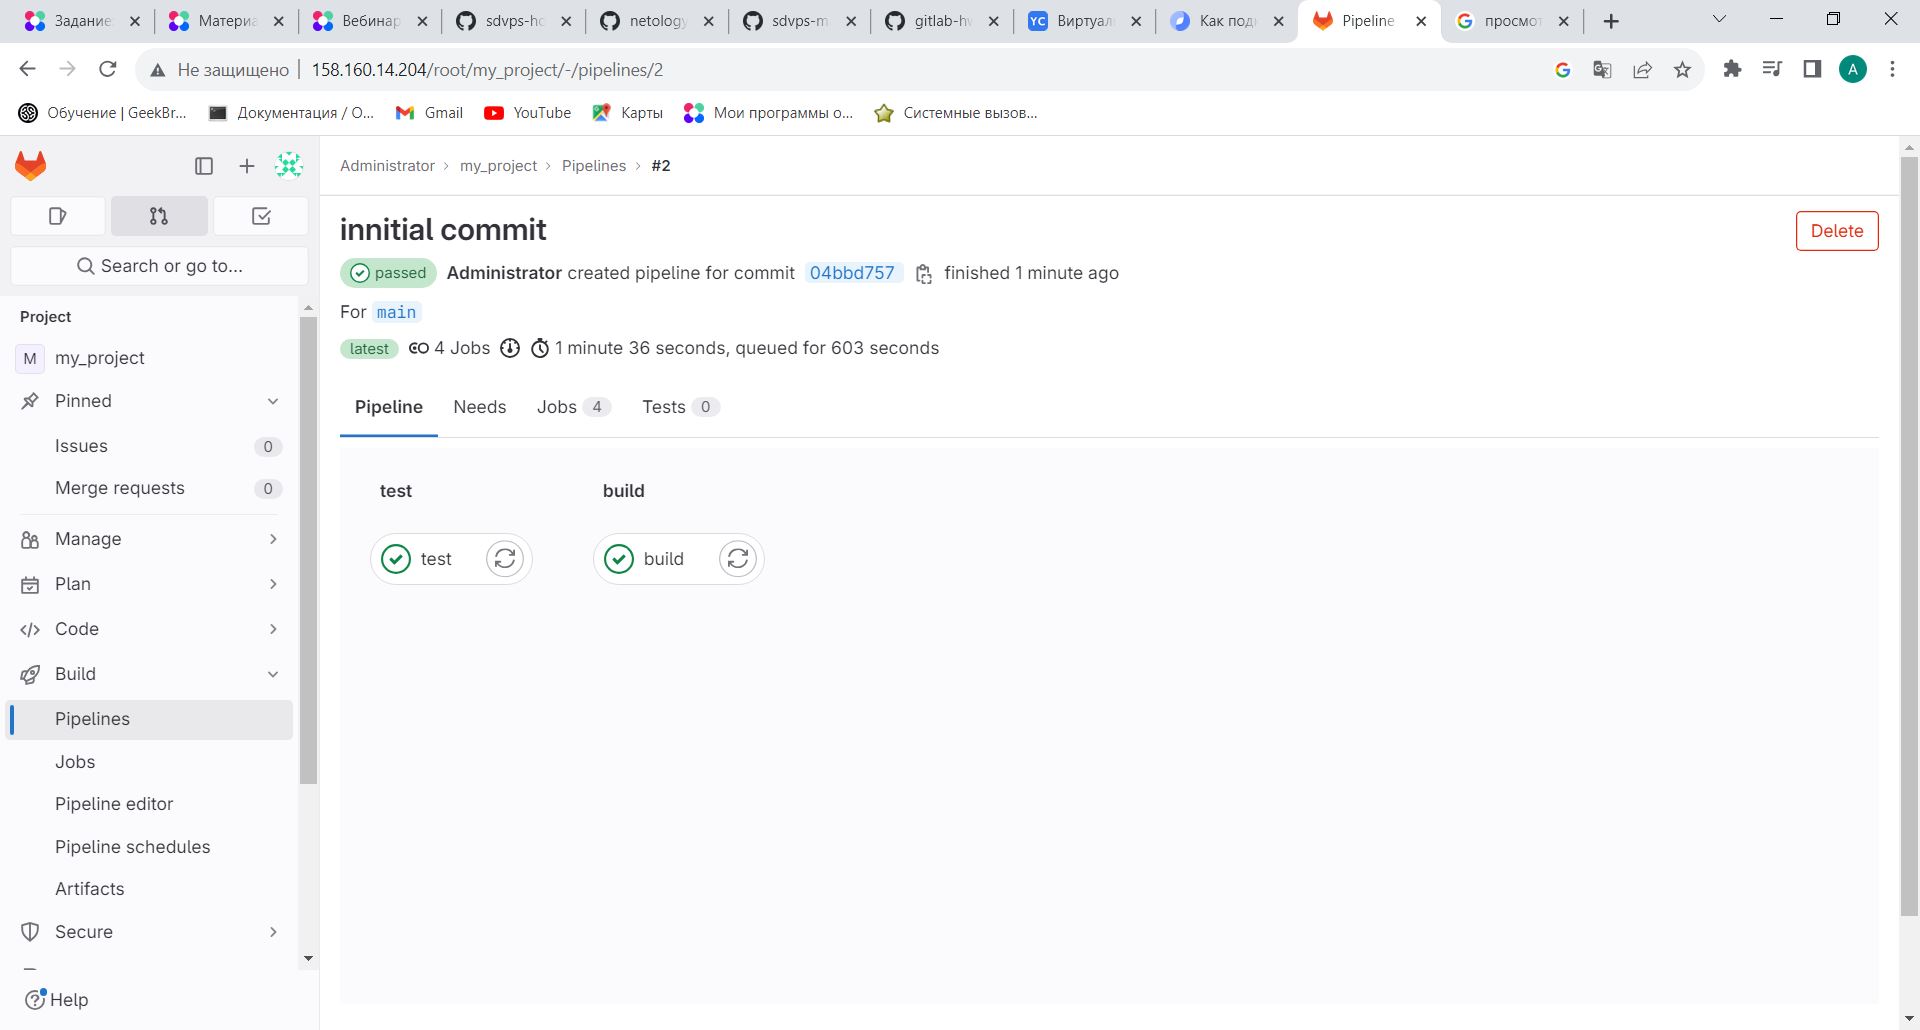 Задание
Материа
Вебинар
sdvps-ho
netology
sdvps-m
gitlab-hw
YC Виртуал
Как под
Pipeline
просмот
Не защищено 158.160.14.204/root/my_project/-/pipelines/2
G
A
Обучение | GeekBr...
Документация / О...
Gmail
YouTube
Карты
Мои программы о...
Системные вызов...
Search or go to...
Project
M my_project
Pinned
Issues 0
Merge requests 0
Manage
Plan
Code
Build
Pipelines
Jobs
Pipeline editor
Pipeline schedules
Artifacts
Secure
Help
Administrator > my_project > Pipelines > #2
innitial commit
Delete
passed Administrator created pipeline for commit 04bbd757 finished 1 minute ago
For main
latest 4 Jobs 1 minute 36 seconds, queued for 603 seconds
Pipeline Needs Jobs 4 Tests 0
test build
test build